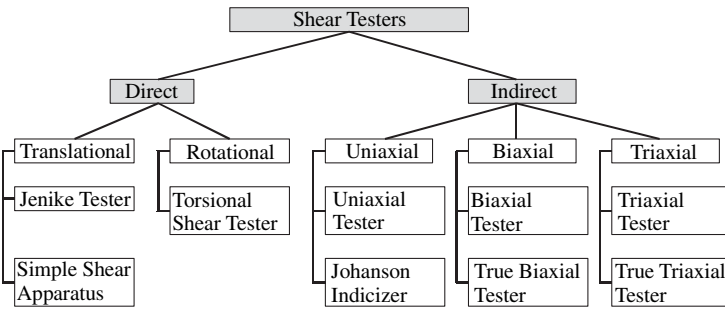 Shear Testers
Direct
Indirect
Translational
Rotational
Uniaxial
Biaxial
Triaxial
Jenike Tester
Torsional
Shear Tester
Uniaxial
Tester
Biaxial
Tester
Triaxial
Tester
Simple Shear
Apparatus
Johanson
Indicizer
True Biaxial
Tester
True Triaxial
Tester